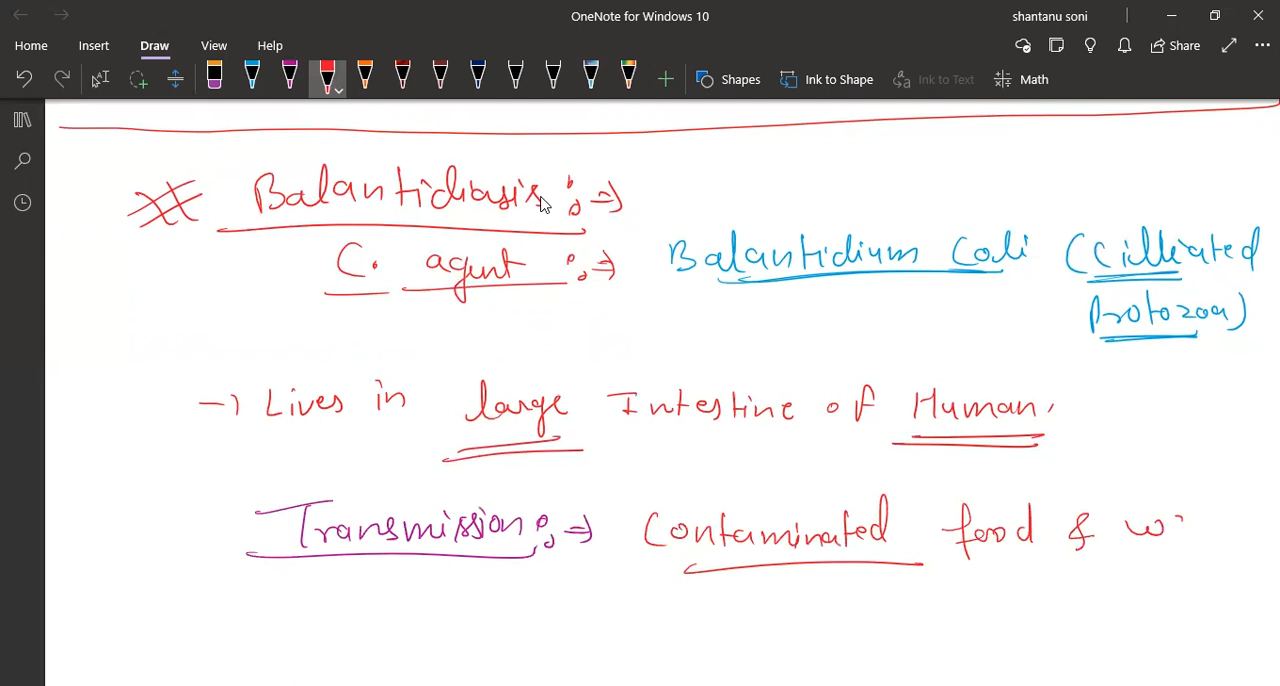 OneNote for Windows 10
shantanu soni
Home Insert Draw View Help
Share
Shapes Ink to Shape Ink to Text Math
Balantidiasis :⇒
C. agent :⇒ Balantidium Coli (Cilliated
Protozoa)
→ Lives in large Intestine of Human.
Transmission :⇒ Contaminated food & w